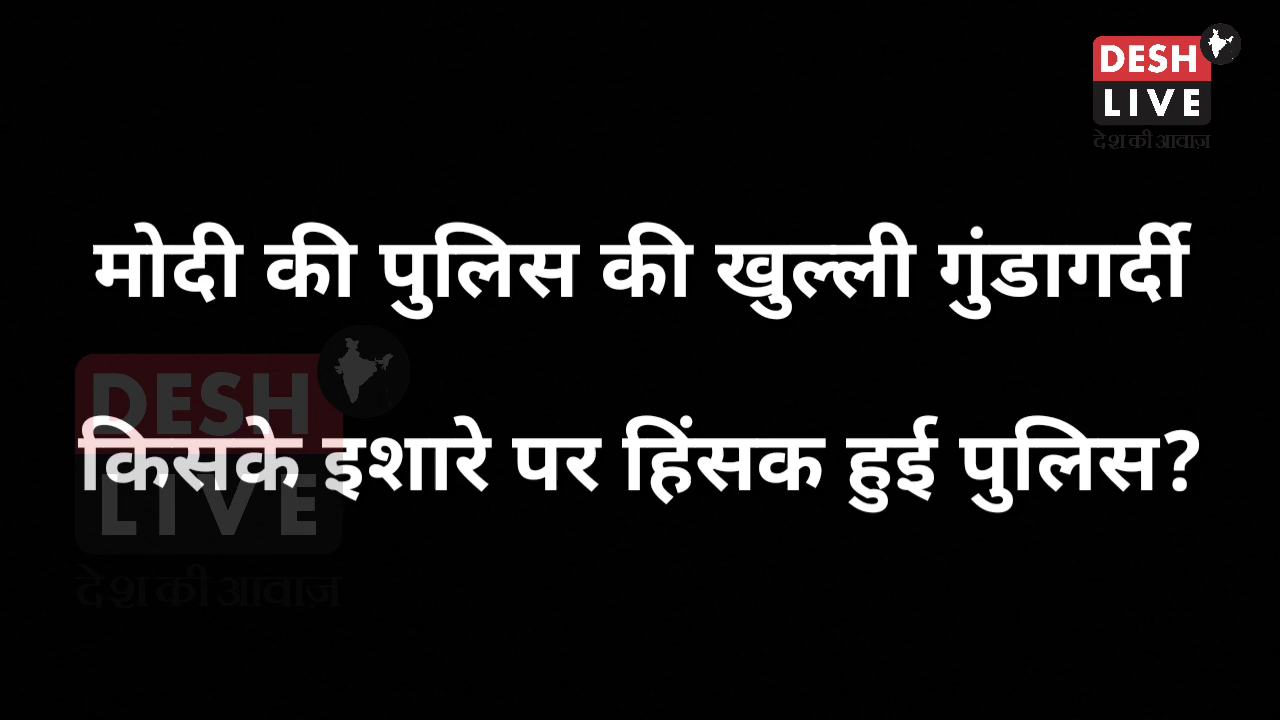 DESH
LIVE
देश की आवाज़
मोदी की पुलिस की खुल्ली गुंडागर्दी
किसके इशारे पर हिंसक हुई पुलिस?
DESH
LIVE
देश की आवाज़